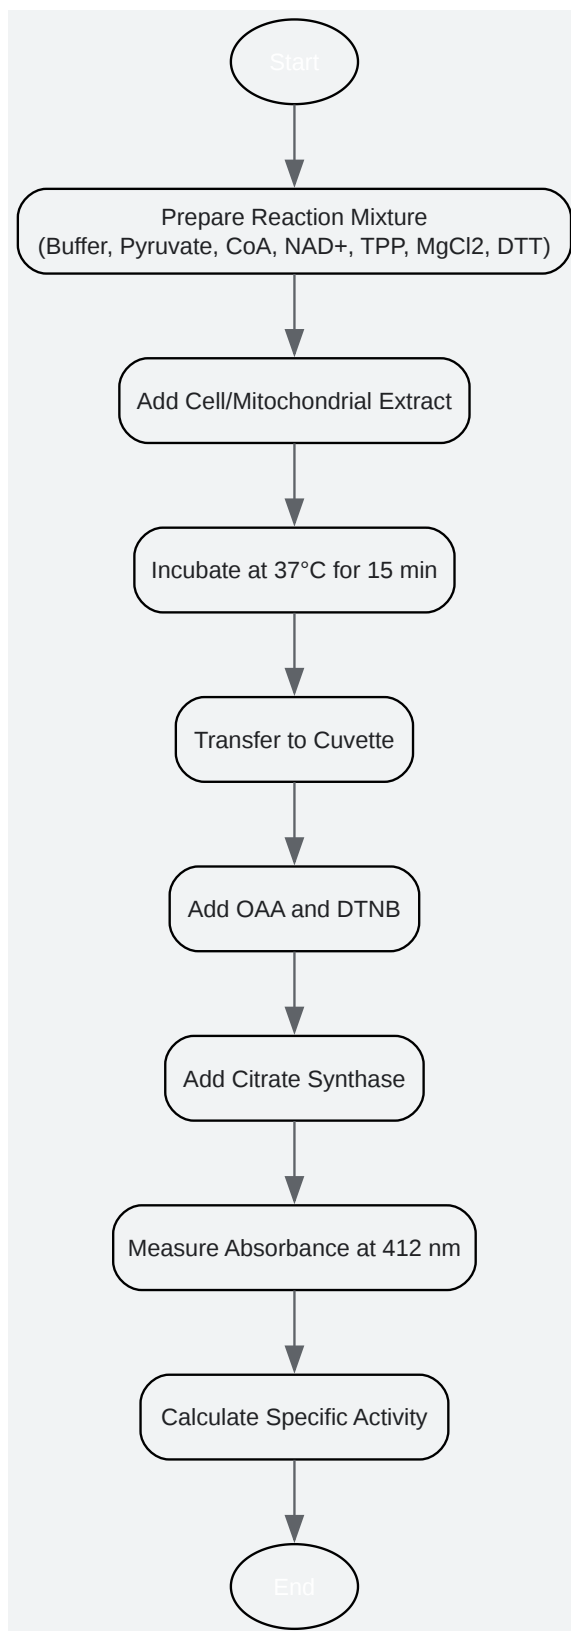 Start
Prepare Reaction Mixture
(Buffer, Pyruvate, CoA, NAD+, TPP, MgCl2, DTT)
Add Cell/Mitochondrial Extract
Incubate at 37°C for 15 min
Transfer to Cuvette
Add OAA and DTNB
Add Citrate Synthase
Measure Absorbance at 412 nm
Calculate Specific Activity
End